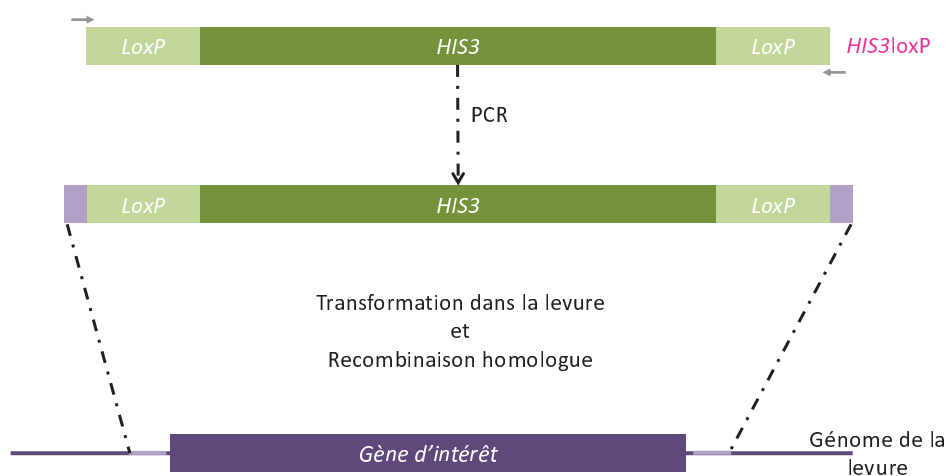 LoxP HIS3 LoxP HIS3loxP
PCR
LoxP HIS3 LoxP
Transformation dans la levure
et
Recombinaison homologue
Gène d’intérêt
Génome de la
levure